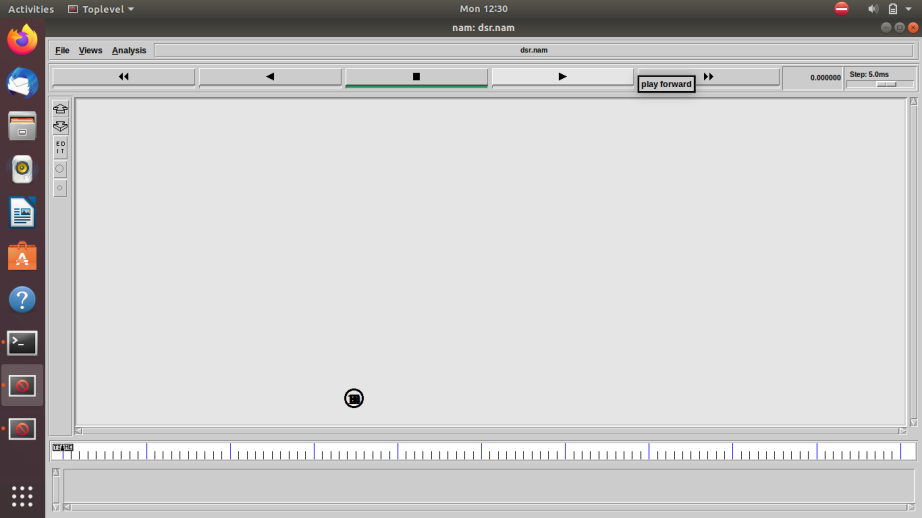 Activities Toplevel Mon 12:30
nam: dsr.nam
File Views Analysis dsr.nam
0.000000 Step: 5.0ms
play forward
ED
IT